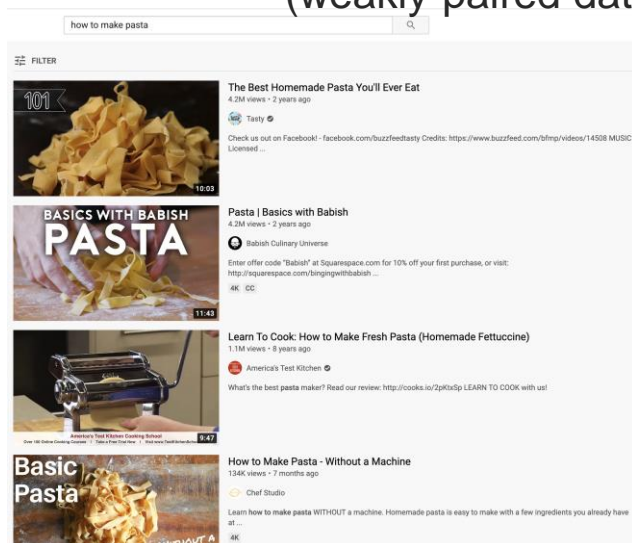 (weakly paired dat
how to make pasta
FILTER
101
10:03
The Best Homemade Pasta You'll Ever Eat
4.2M views • 2 years ago
Tasty
Check us out on Facebook! - facebook.com/buzzfeedtasty Credits: https://www.buzzfeed.com/bfmp/videos/14508 MUSIC
Licensed ...
BASICS WITH BABISH
PASTA
11:43
Pasta | Basics with Babish
4.2M views • 2 years ago
Babish Culinary Universe
Enter offer code "Babish" at Squarespace.com for 10% off your first purchase, or visit:
http://squarespace.com/bingingwithbabish ...
4K CC
America's Test Kitchen Cooking School
9:47
Learn To Cook: How to Make Fresh Pasta (Homemade Fettuccine)
1.1M views • 8 years ago
America's Test Kitchen
What's the best pasta maker? Read our review: http://cooks.io/2pKtxSp LEARN TO COOK with us!
Basic
Pasta
WITHOUT A
How to Make Pasta - Without a Machine
134K views • 7 months ago
Chef Studio
Learn how to make pasta WITHOUT a machine. Homemade pasta is easy to make with a few ingredients you already have
at ...
4K